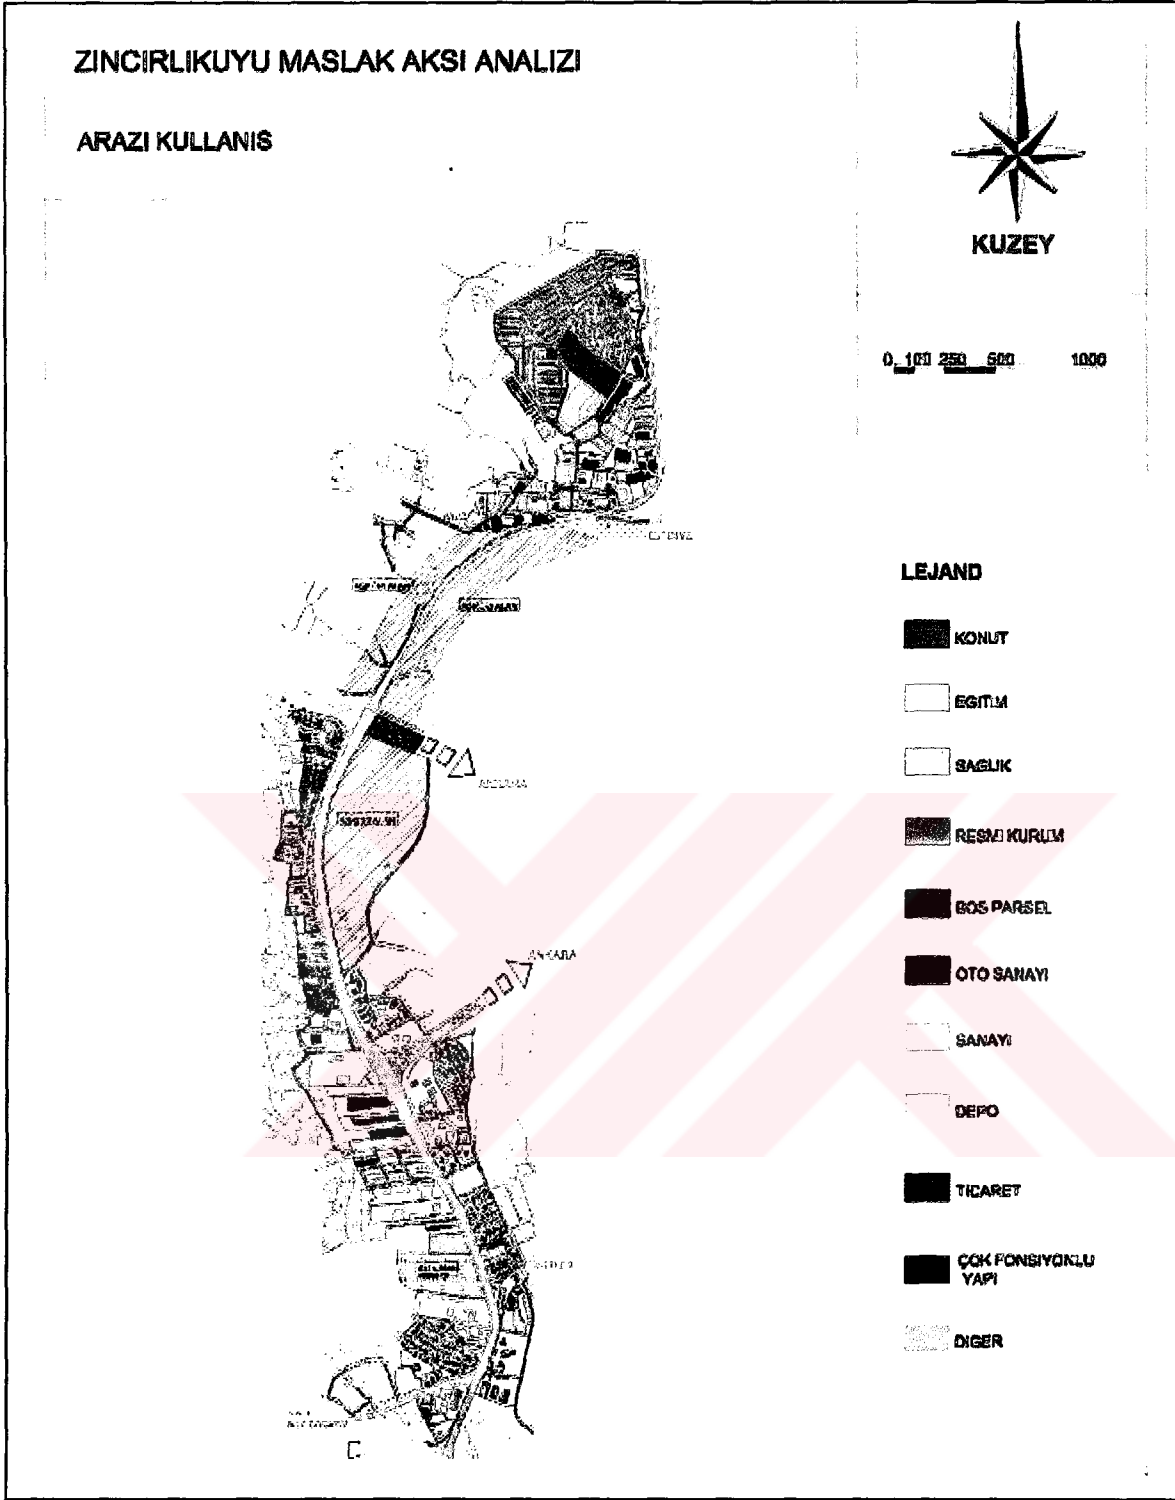 ZINCIRLIKUYU MASLAK AKSI ANALIZI
ARAZI KULLANIS
KUZEY
0 100 250 500 1000
ANKARA
LEJAND
KONUT
EGITIM
SAGLIK
RESMI KURUM
BOS PARSEL
OTO SANAYI
SANAYI
DEPO
TICARET
ÇOK FONSIYONLU
YAPI
DIGER